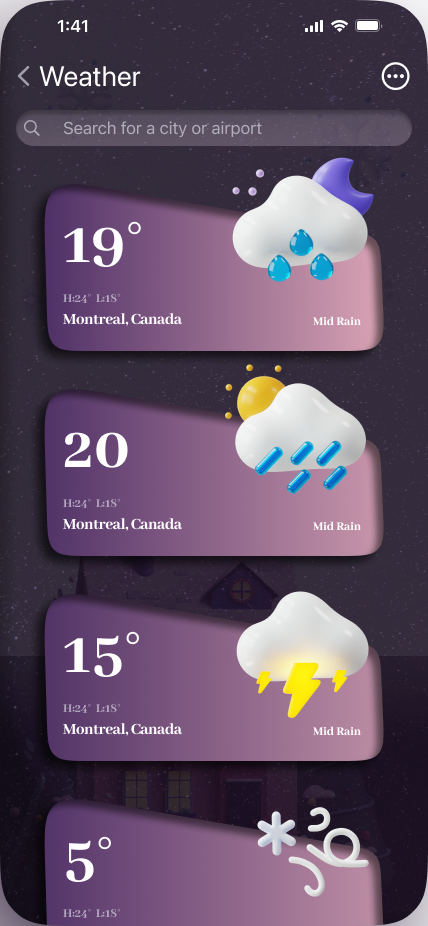 1:41
Weather
Search for a city or airport
19°
H:24° L:18°
Montreal, Canada
Mid Rain
20
H:24° L:18°
Montreal, Canada
Mid Rain
15°
H:24° L:18°
Montreal, Canada
Mid Rain
5°
H:24° L:18°